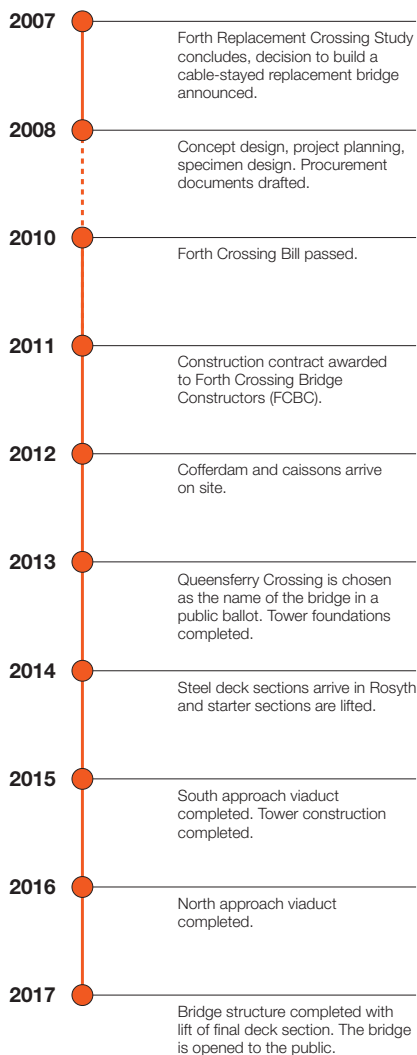 2007
Forth Replacement Crossing Study
concludes, decision to build a
cable-stayed replacement bridge
announced.
2008
Concept design, project planning,
specimen design. Procurement
documents drafted.
2010
Forth Crossing Bill passed.
2011
Construction contract awarded
to Forth Crossing Bridge
Constructors (FCBC).
2012
Cofferdam and caissons arrive
on site.
2013
Queensferry Crossing is chosen
as the name of the bridge in a
public ballot. Tower foundations
completed.
2014
Steel deck sections arrive in Rosyth
and starter sections are lifted.
2015
South approach viaduct
completed. Tower construction
completed.
2016
North approach viaduct
completed.
2017
Bridge structure completed with
lift of final deck section. The bridge
is opened to the public.